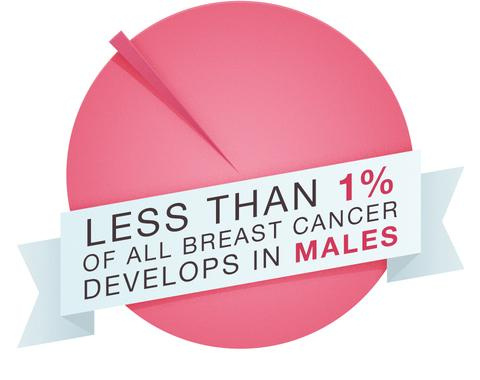 LESS THAN 1%
OF ALL BREAST CANCER
DEVELOPS IN MALES